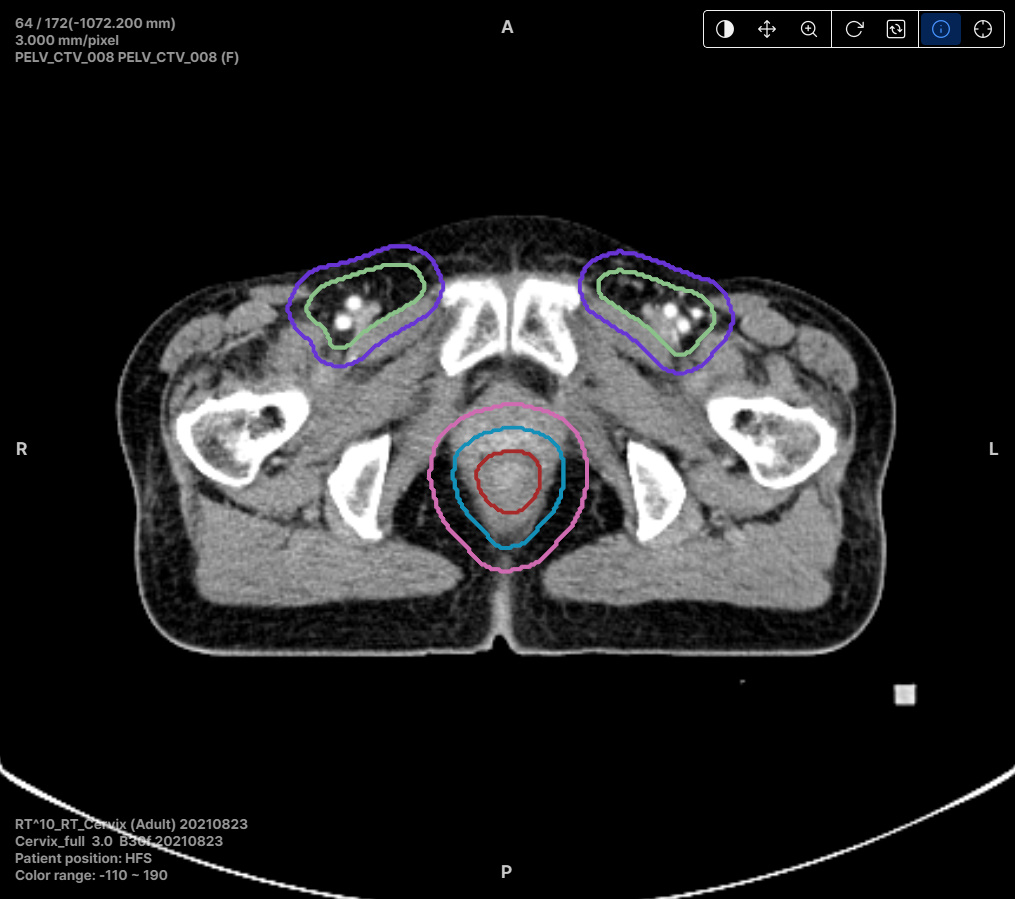 64 / 172(-1072.200 mm)
3.000 mm/pixel
PELV_CTV_008 PELV_CTV_008 (F)
A
R
L
RT^10_RT_Cervix (Adult) 20210823
Cervix_full 3.0 B30f 20210823
Patient position: HFS
Color range: -110 ~ 190
P